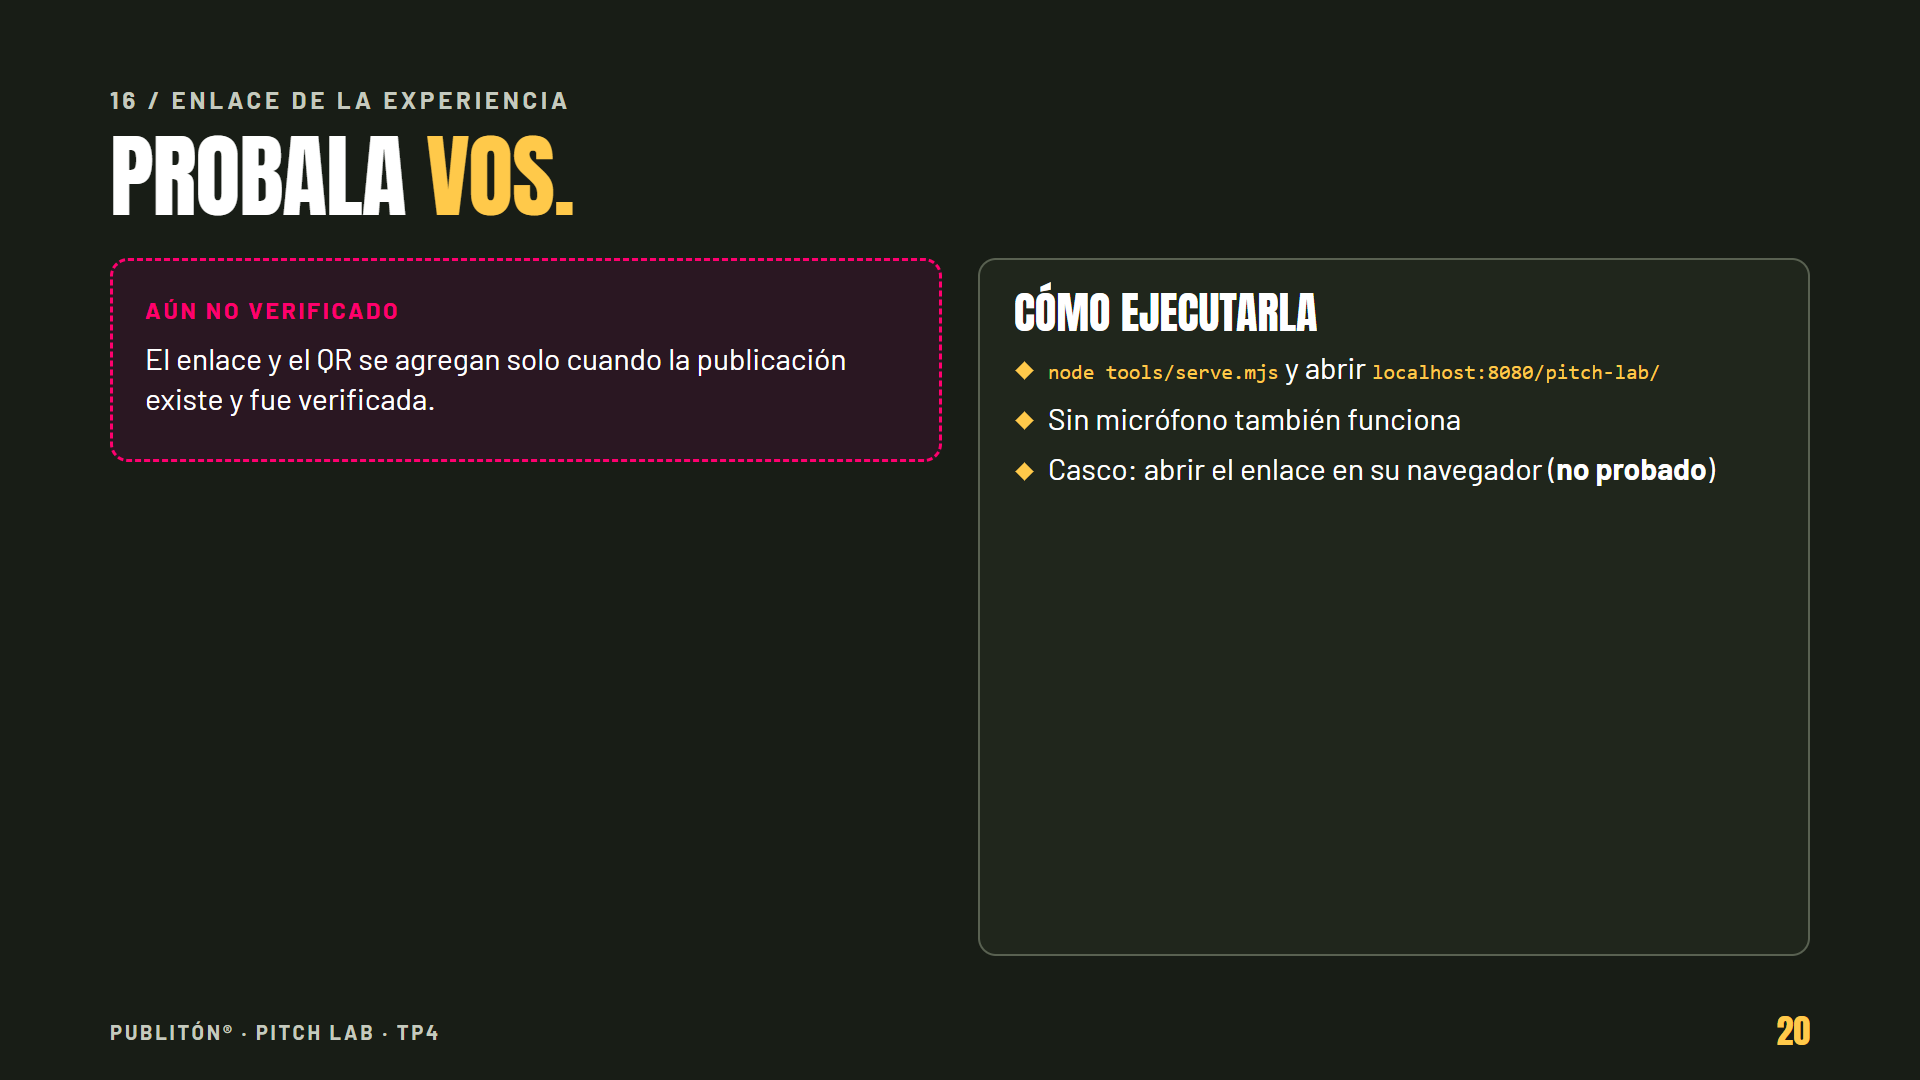 16 / ENLACE DE LA EXPERIENCIA
PROBALA VOS.
AÚN NO VERIFICADO
El enlace y el QR se agregan solo cuando la publicación
existe y fue verificada.
CÓMO EJECUTARLA
node tools/serve.mjs y abrir localhost:8080/pitch-lab/
Sin micrófono también funciona
Casco: abrir el enlace en su navegador (no probado)
PUBLITÓN® · PITCH LAB · TP4
20